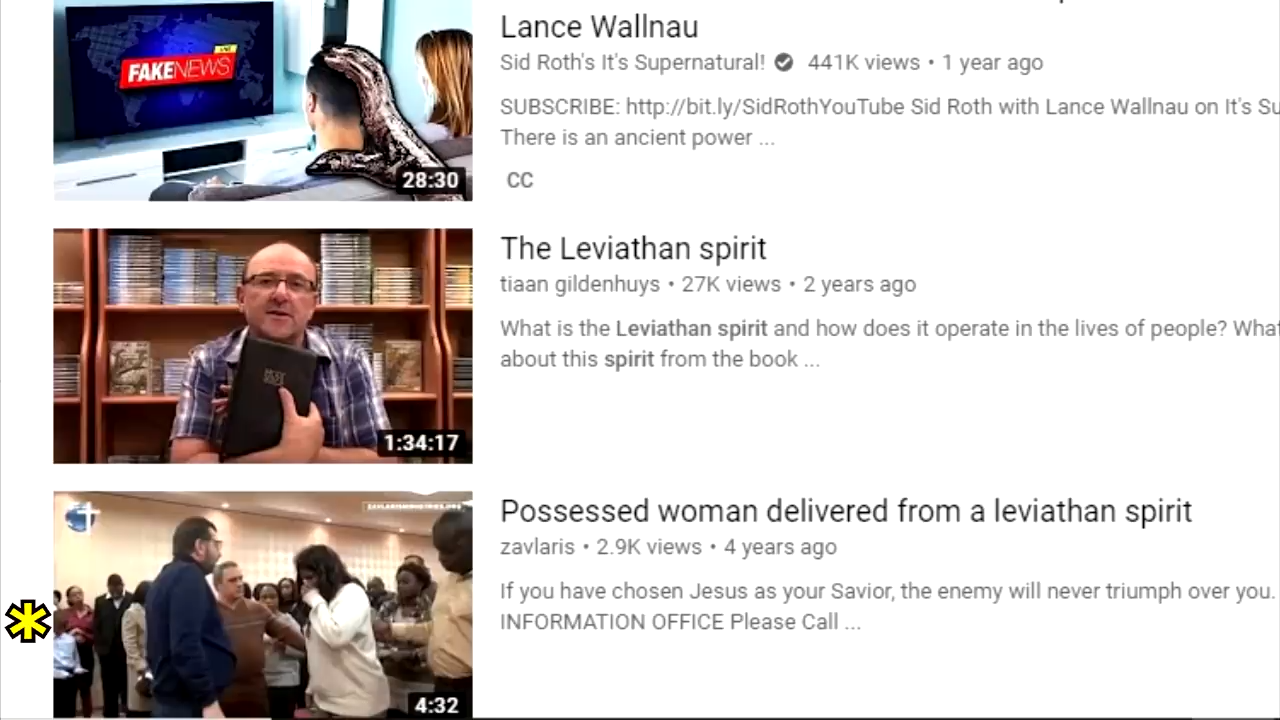 Lance Wallnau
Sid Roth's It's Supernatural! 441K views • 1 year ago
SUBSCRIBE: http://bit.ly/SidRothYouTube Sid Roth with Lance Wallnau on It's Su
There is an ancient power ...
CC
LIVE
FAKENEWS
28:30
The Leviathan spirit
tiaan gildenhuys • 27K views • 2 years ago
What is the Leviathan spirit and how does it operate in the lives of people? What
about this spirit from the book ...
HOLY
BIBLE
1:34:17
Possessed woman delivered from a leviathan spirit
zavlaris • 2.9K views • 4 years ago
If you have chosen Jesus as your Savior, the enemy will never triumph over you.
INFORMATION OFFICE Please Call ...
ZAVLARISMINISTRIES.ORG
4:32